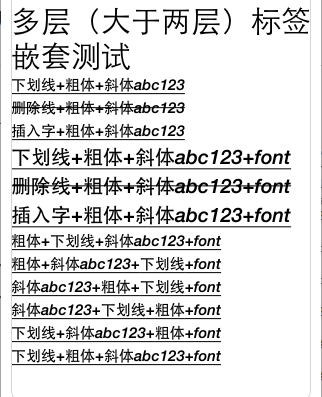 多层（大于两层）标签
嵌套测试
下划线+粗体+斜体abc123
删除线+粗体+斜体abc123
插入字+粗体+斜体abc123
下划线+粗体+斜体abc123+font
删除线+粗体+斜体abc123+font
插入字+粗体+斜体abc123+font
粗体+下划线+斜体abc123+font
粗体+斜体abc123+下划线+font
斜体abc123+粗体+下划线+font
斜体abc123+下划线+粗体+font
下划线+斜体abc123+粗体+font
下划线+粗体+斜体abc123+font